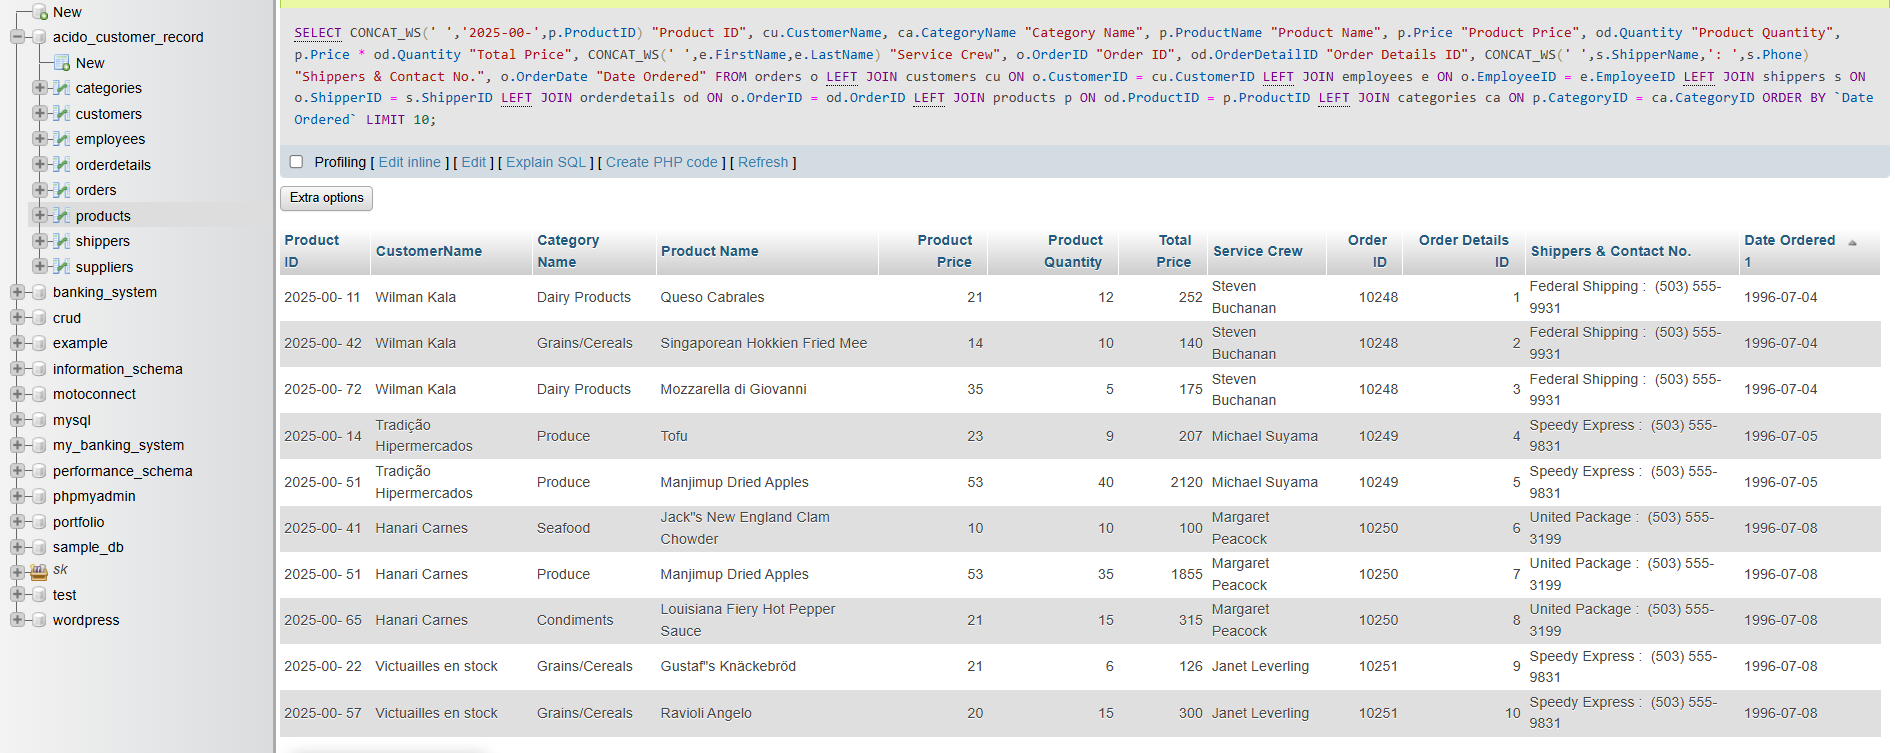 New
acido_customer_record
New
categories
customers
employees
orderdetails
orders
products
shippers
suppliers
banking_system
crud
example
information_schema
motoconnect
mysql
my_banking_system
performance_schema
phpmyadmin
portfolio
sample_db
sk
test
wordpress
SELECT CONCAT_WS(' ','2025-00-',p.ProductID) "Product ID", cu.CustomerName, ca.CategoryName "Category Name", p.ProductName "Product Name", p.Price "Product Price", od.Quantity "Product Quantity",
p.Price * od.Quantity "Total Price", CONCAT_WS(' ',e.FirstName,e.LastName) "Service Crew", o.OrderID "Order ID", od.OrderDetailID "Order Details ID", CONCAT_WS(' ',s.ShipperName,': ',s.Phone)
"Shippers & Contact No.", o.OrderDate "Date Ordered" FROM orders o LEFT JOIN customers cu ON o.CustomerID = cu.CustomerID LEFT JOIN employees e ON o.EmployeeID = e.EmployeeID LEFT JOIN shippers s ON
o.ShipperID = s.ShipperID LEFT JOIN orderdetails od ON o.OrderID = od.OrderID LEFT JOIN products p ON od.ProductID = p.ProductID LEFT JOIN categories ca ON p.CategoryID = ca.CategoryID ORDER BY `Date
Ordered` LIMIT 10;
Profiling [ Edit inline ] [ Edit ] [ Explain SQL ] [ Create PHP code ] [ Refresh ]
Extra options
Product ID CustomerName Category Name Product Name Product Price Product Quantity Total Price Service Crew Order ID Order Details ID Shippers & Contact No. Date Ordered 1
2025-00- 11 Wilman Kala Dairy Products Queso Cabrales 21 12 252 Steven Buchanan 10248 1 Federal Shipping : (503) 555-9931 1996-07-04
2025-00- 42 Wilman Kala Grains/Cereals Singaporean Hokkien Fried Mee 14 10 140 Steven Buchanan 10248 2 Federal Shipping : (503) 555-9931 1996-07-04
2025-00- 72 Wilman Kala Dairy Products Mozzarella di Giovanni 35 5 175 Steven Buchanan 10248 3 Federal Shipping : (503) 555-9931 1996-07-04
2025-00- 14 Tradição Hipermercados Produce Tofu 23 9 207 Michael Suyama 10249 4 Speedy Express : (503) 555-9831 1996-07-05
2025-00- 51 Tradição Hipermercados Produce Manjimup Dried Apples 53 40 2120 Michael Suyama 10249 5 Speedy Express : (503) 555-9831 1996-07-05
2025-00- 41 Hanari Carnes Seafood Jack"s New England Clam Chowder 10 10 100 Margaret Peacock 10250 6 United Package : (503) 555-3199 1996-07-08
2025-00- 51 Hanari Carnes Produce Manjimup Dried Apples 53 35 1855 Margaret Peacock 10250 7 United Package : (503) 555-3199 1996-07-08
2025-00- 65 Hanari Carnes Condiments Louisiana Fiery Hot Pepper Sauce 21 15 315 Margaret Peacock 10250 8 United Package : (503) 555-3199 1996-07-08
2025-00- 22 Victuailles en stock Grains/Cereals Gustaf"s Knäckebröd 21 6 126 Janet Leverling 10251 9 Speedy Express : (503) 555-9831 1996-07-08
2025-00- 57 Victuailles en stock Grains/Cereals Ravioli Angelo 20 15 300 Janet Leverling 10251 10 Speedy Express : (503) 555-9831 1996-07-08